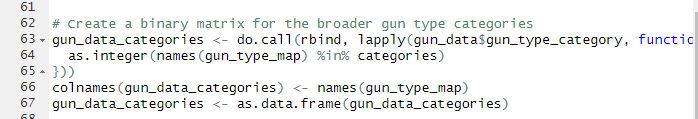 61
62 # Create a binary matrix for the broader gun type categories
63 gun_data_categories <- do.call(rbind, lapply(gun_data$gun_type_category, functio
64 as.integer(names(gun_type_map) %in% categories)
65 }))
66 colnames(gun_data_categories) <- names(gun_type_map)
67 gun_data_categories <- as.data.frame(gun_data_categories)
68